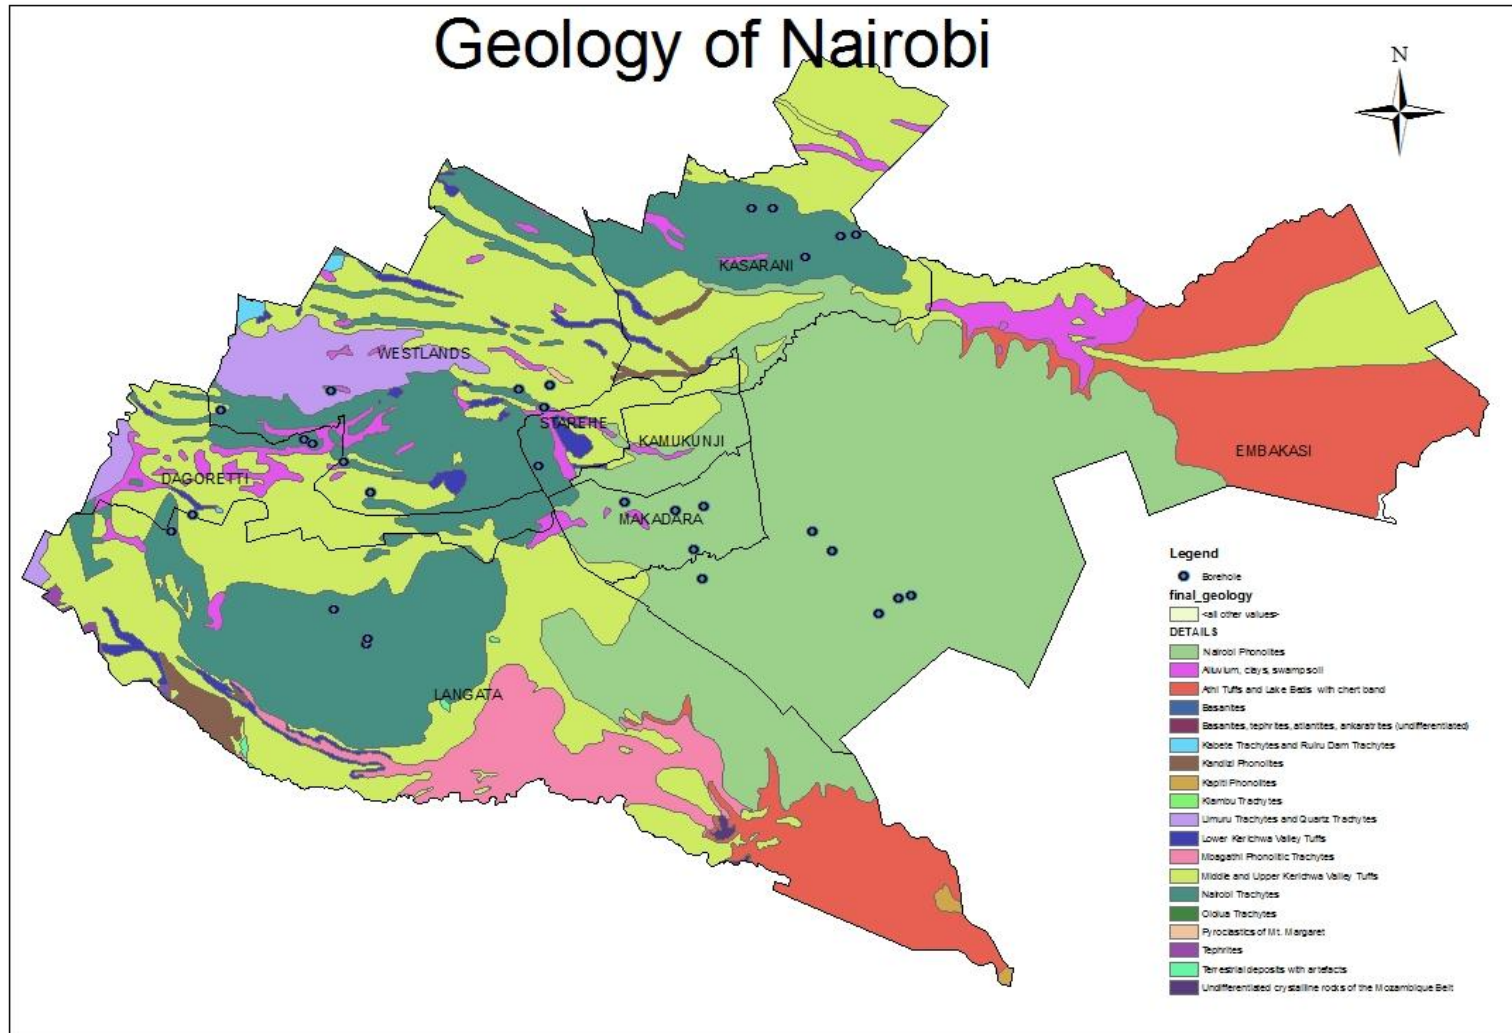 Geology of Nairobi
N
KASARANI
WESTLANDS
STAREHE
KAMUKUNJI
EMBAKASI
DAGORETTI
MAKADARA
LANGATA
Legend
Borehole
final_geology
<all other values>
DETAILS
Nairobi Phonolites
Alluvium, clays, swampsoil
Athi Tuffs and Lake Beds with chert band
Basanites
Basanites, tephrites, atlantites, ankaratrites (undifferentiated)
Kabete Trachytes and Ruiru Dam Trachytes
Kandizi Phonolites
Kapiti Phonolites
Kiambu Trachytes
Limuru Trachytes and Quartz Trachytes
Lower Kerichwa Valley Tuffs
Mbagathi Phonolitic Trachytes
Middle and Upper Kerichwa Valley Tuffs
Nairobi Trachytes
Ololua Trachytes
Pyroclastics of Mt. Margaret
Tephrites
Terrestrial deposits with artefacts
Undifferentiated crystalline rocks of the Mozambique Belt